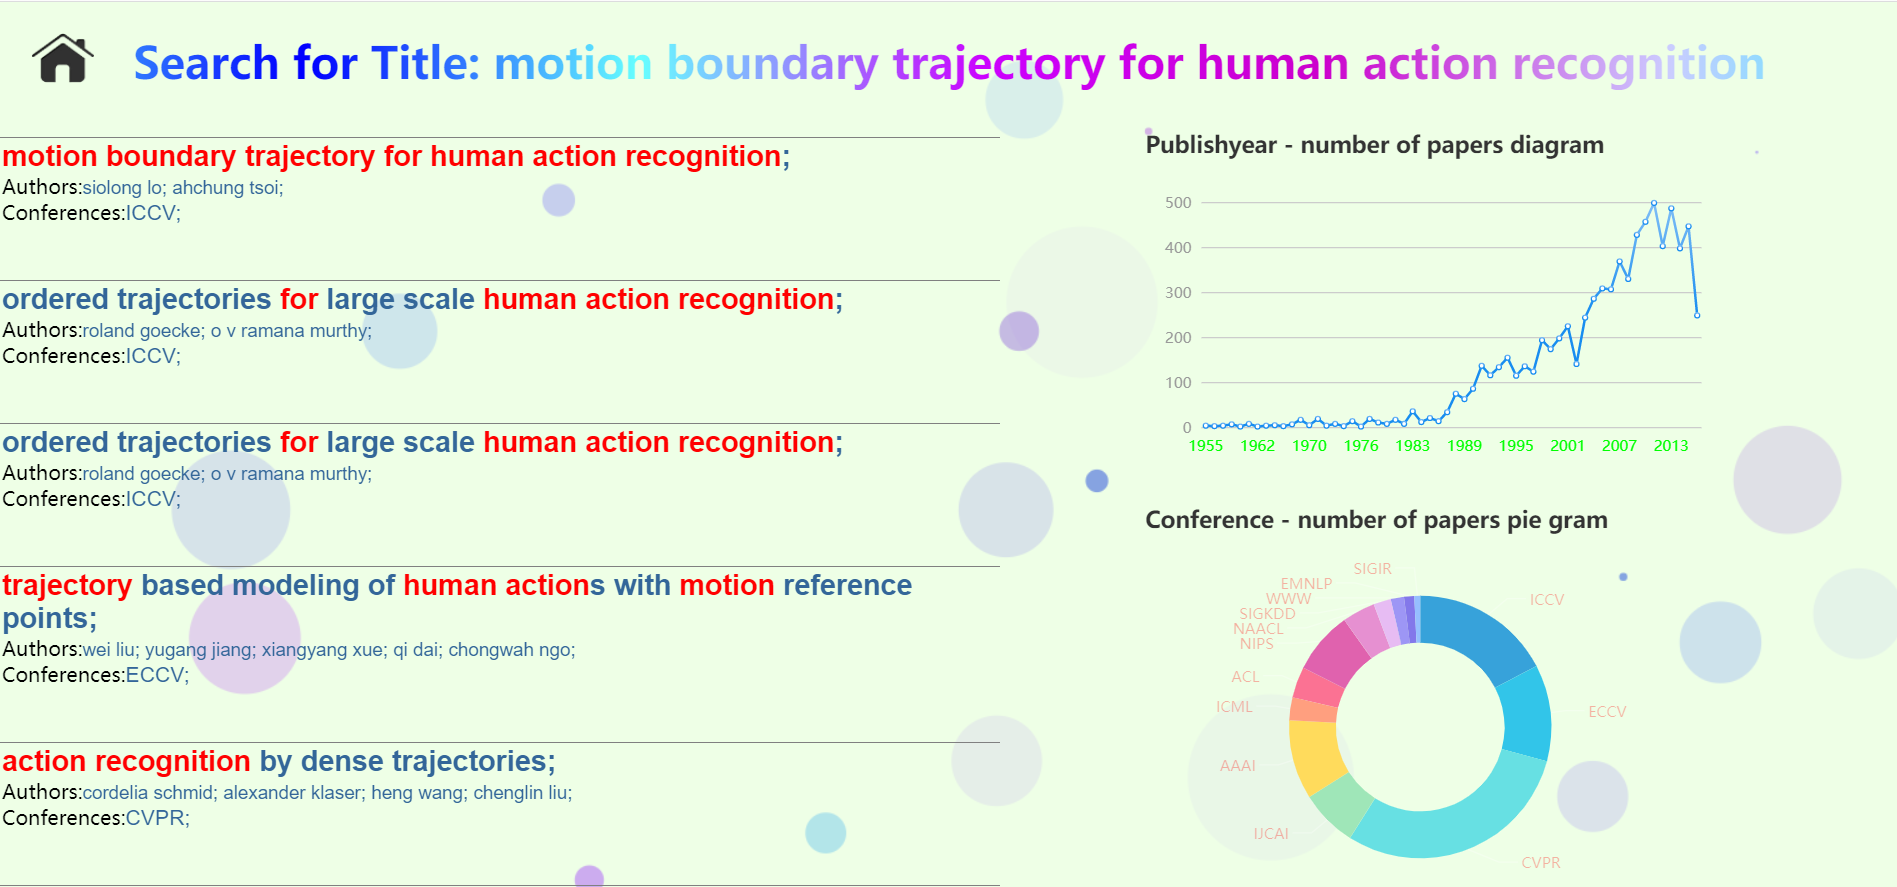 Search for Title: motion boundary trajectory for human action recognition
motion boundary trajectory for human action recognition;
Authors:siolong lo; ahchung tsoi;
Conferences:ICCV;
ordered trajectories for large scale human action recognition;
Authors:roland goecke; o v ramana murthy;
Conferences:ICCV;
ordered trajectories for large scale human action recognition;
Authors:roland goecke; o v ramana murthy;
Conferences:ICCV;
trajectory based modeling of human actions with motion reference
points;
Authors:wei liu; yugang jiang; xiangyang xue; qi dai; chongwah ngo;
Conferences:ECCV;
action recognition by dense trajectories;
Authors:cordelia schmid; alexander klaser; heng wang; chenglin liu;
Conferences:CVPR;
Publishyear - number of papers diagram
500
400
300
200
100
0
1955 1962 1970 1976 1983 1989 1995 2001 2007 2013
Conference - number of papers pie gram
SIGIR
EMNLP
WWW
SIGKDD
NAACL
NIPS
ACL
ICML
AAAI
IJCAI
ICCV
ECCV
CVPR